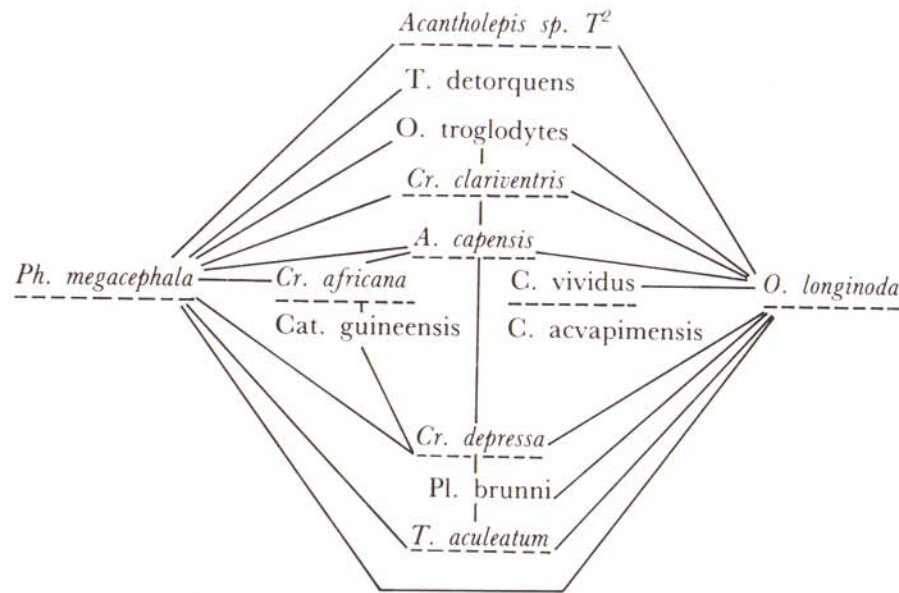 Acantholepis sp. T²
T. detorquens
O. troglodytes
Cr. clariventris
A. capensis
Ph. megacephala
Cr. africana
C. vividus
O. longinoda
Cat. guineensis
C. acvapimensis
Cr. depressa
Pl. brunni
T. aculeatum